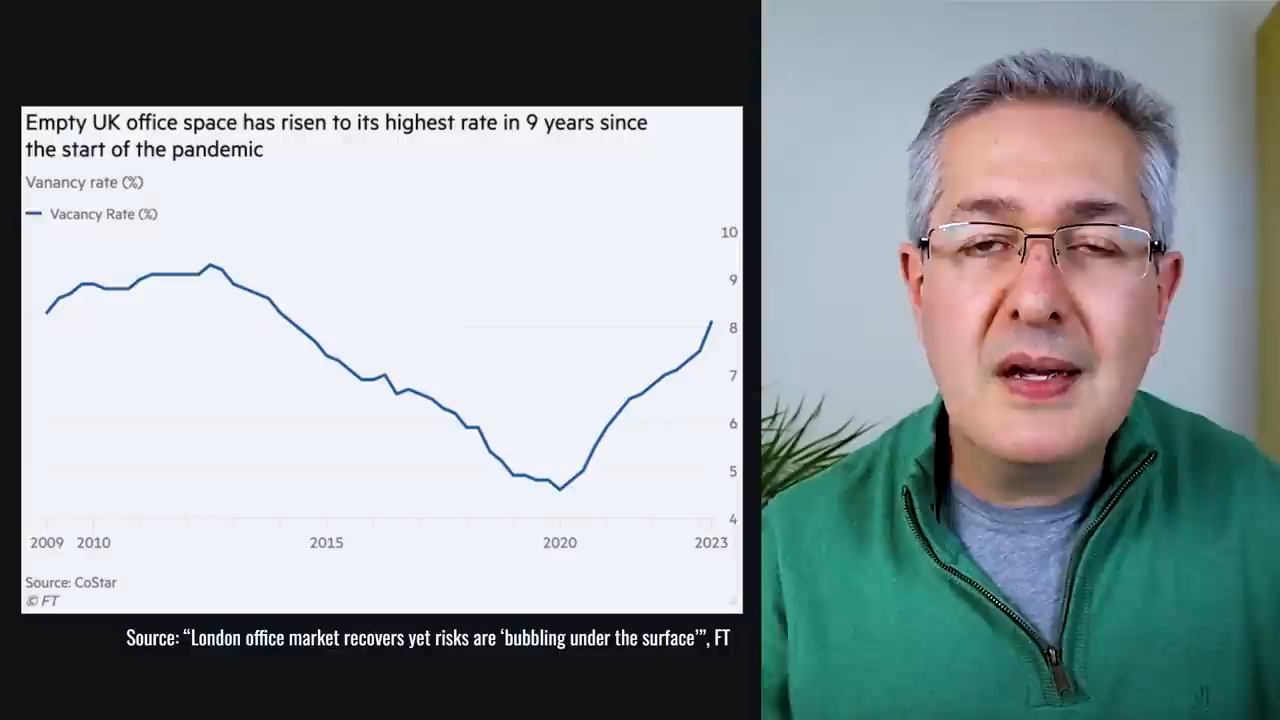 Empty UK office space has risen to its highest rate in 9 years since
the start of the pandemic
Vanancy rate (%)
Vacancy Rate (%)
10
9
8
7
6
5
4
2009 2010 2015 2020 2023
Source: CoStar
© FT
Source: “London office market recovers yet risks are ‘bubbling under the surface’”, FT